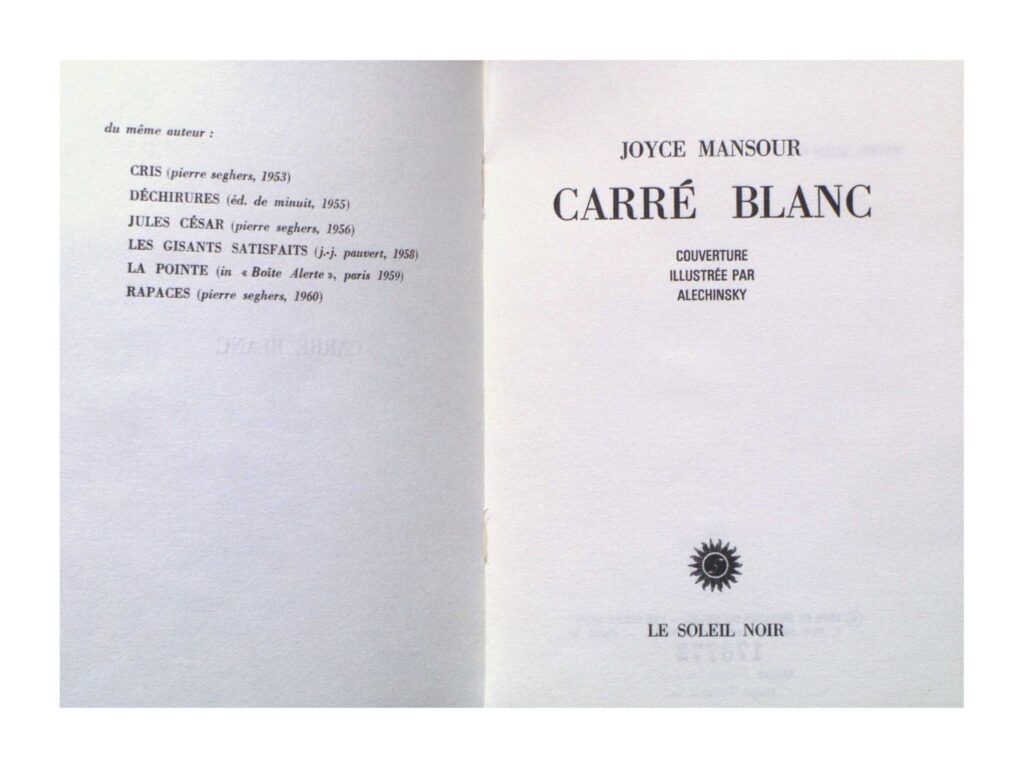 du même auteur :
CRIS (pierre seghers, 1953)
DÉCHIRURES (éd. de minuit, 1955)
JULES CÉSAR (pierre seghers, 1956)
LES GISANTS SATISFAITS (j.-j. pauvert, 1958)
LA POINTE (in « Boîte Alerte », paris 1959)
RAPACES (pierre seghers, 1960)
JOYCE MANSOUR
CARRÉ BLANC
COUVERTURE
ILLUSTRÉE PAR
ALECHINSKY
LE SOLEIL NOIR